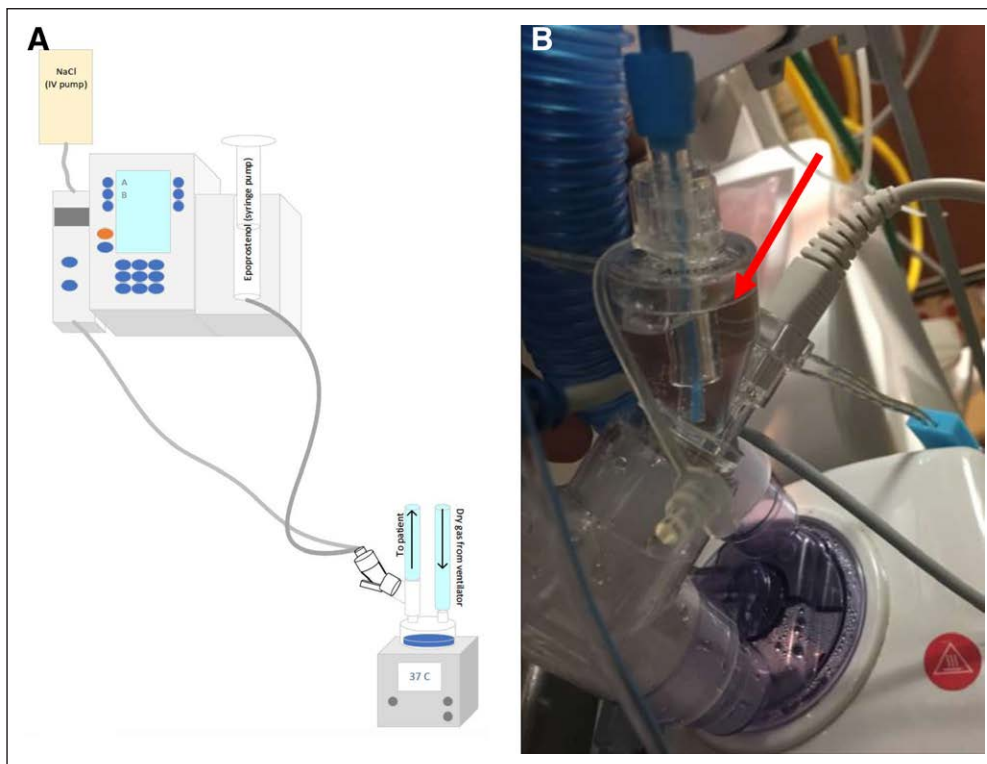 A
NaCl
(IV pump)
A
B
Epoprostenol (syringe pump)
To patient
Dry gas from ventilator
37 C
B